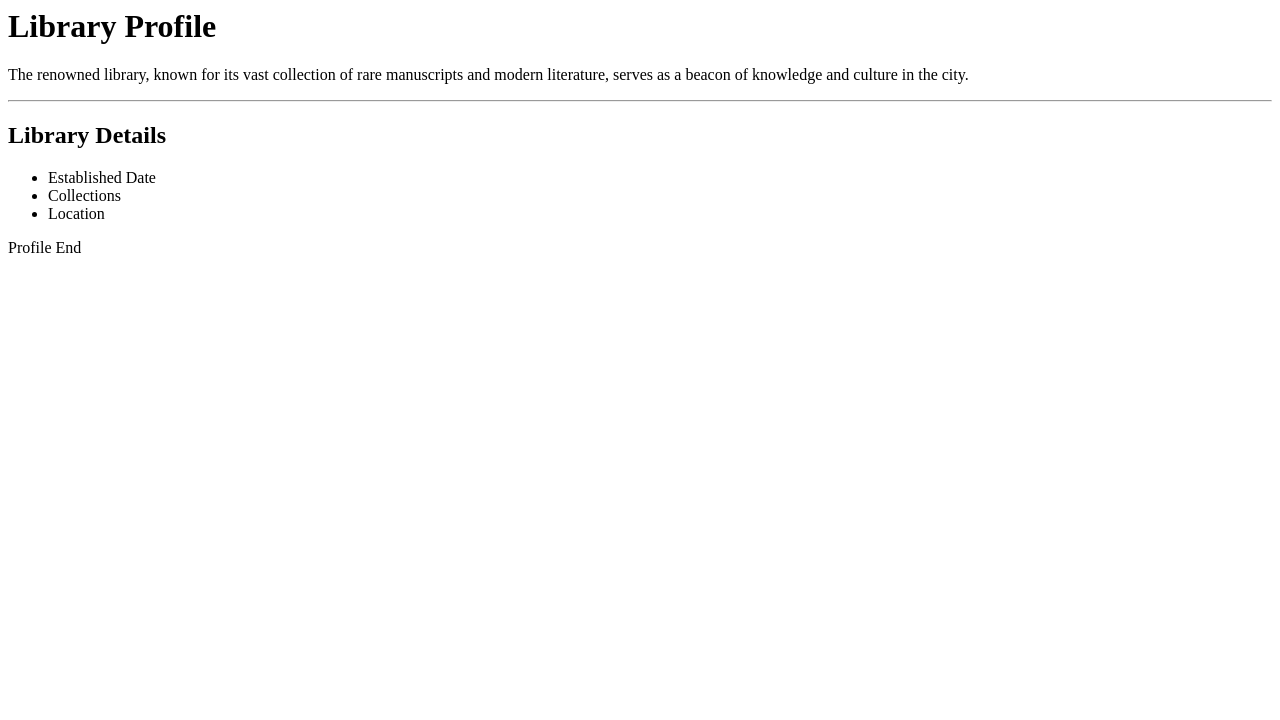 Library Profile
The renowned library, known for its vast collection of rare manuscripts and modern literature, serves as a beacon of knowledge and culture in the city.
Library Details
Established Date
Collections
Location
Profile End